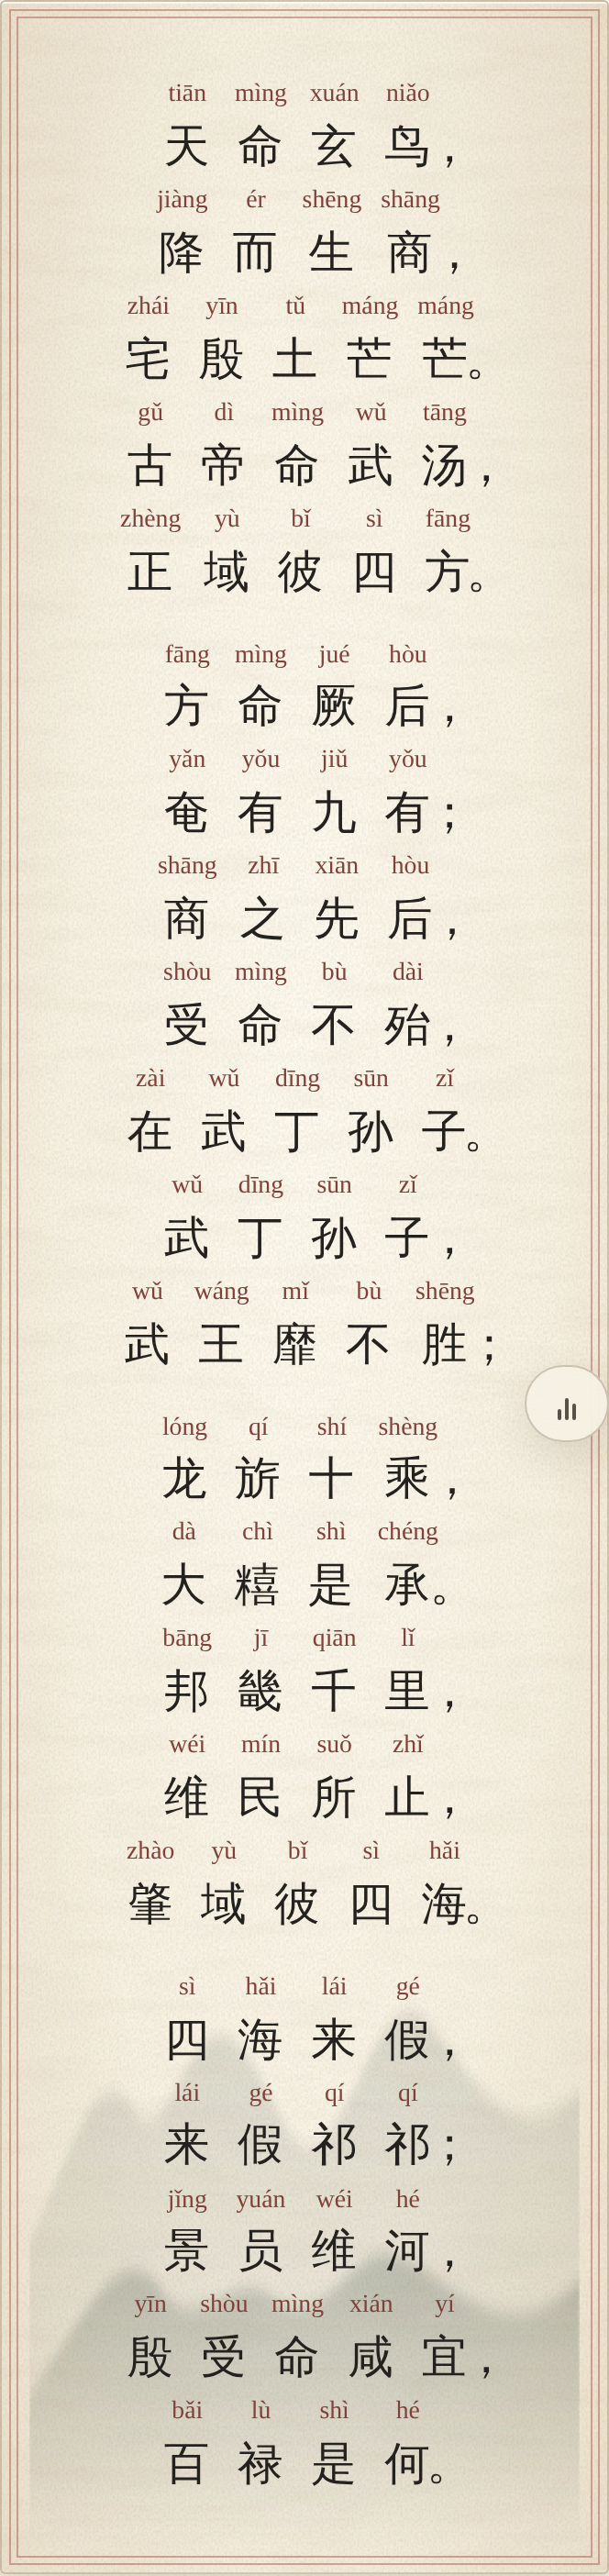 tiān mìng xuán niǎo
天命玄鸟，
jiàng ér shēng shāng
降而生商，
zhái yīn tǔ máng máng
宅殷土芒芒。
gǔ dì mìng wǔ tāng
古帝命武汤，
zhèng yù bǐ sì fāng
正域彼四方。
fāng mìng jué hòu
方命厥后，
yǎn yǒu jiǔ yǒu
奄有九有；
shāng zhī xiān hòu
商之先后，
shòu mìng bù dài
受命不殆，
zài wǔ dīng sūn zǐ
在武丁孙子。
wǔ dīng sūn zǐ
武丁孙子，
wǔ wáng mǐ bù shēng
武王靡不胜；
lóng qí shí shèng
龙旂十乘，
dà chì shì chéng
大糦是承。
bāng jī qiān lǐ
邦畿千里，
wéi mín suǒ zhǐ
维民所止，
zhào yù bǐ sì hǎi
肇域彼四海。
sì hǎi lái gé
四海来假，
lái gé qí qí
来假祁祁；
jǐng yuán wéi hé
景员维河，
yīn shòu mìng xián yí
殷受命咸宜，
bǎi lù shì hé
百禄是何。